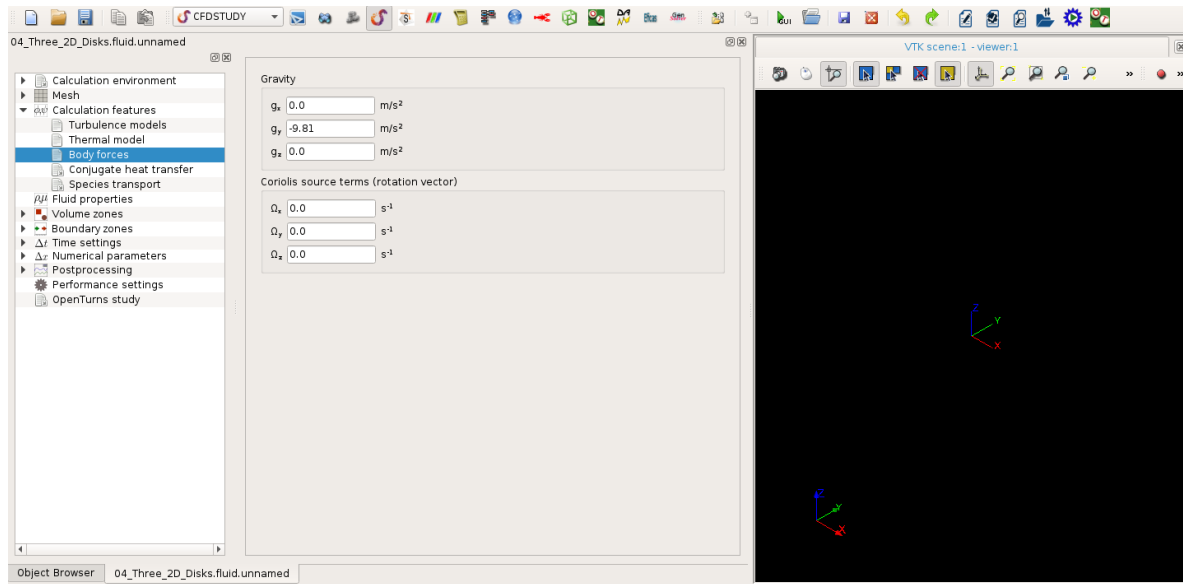 CFDSTUDY
04_Three_2D_Disks.fluid.unnamed
VTK scene:1 - viewer:1
Calculation environment
Mesh
Calculation features
Turbulence models
Thermal model
Body forces
Conjugate heat transfer
Species transport
Fluid properties
Volume zones
Boundary zones
Δt Time settings
Δx Numerical parameters
Postprocessing
Performance settings
OpenTurns study
Gravity
gₓ 0.0 m/s²
gᵧ -9.81 m/s²
g_z 0.0 m/s²
Coriolis source terms (rotation vector)
Ωₓ 0.0 s⁻¹
Ωᵧ 0.0 s⁻¹
Ω_z 0.0 s⁻¹
Z
Y
X
Z
Y
X
Object Browser
04_Three_2D_Disks.fluid.unnamed